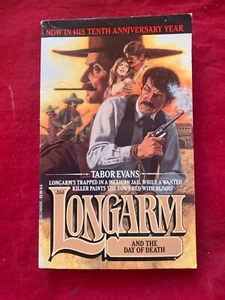 NOW IN HIS TENTH ANNIVERSARY YEAR
TABOR EVANS
LONGARM'S TRAPPED IN A MEXICAN JAIL WHILE A WANTED
KILLER PAINTS THE TOWN RED WITH BLOOD!
LONGARM
AND THE
DAY OF DEATH